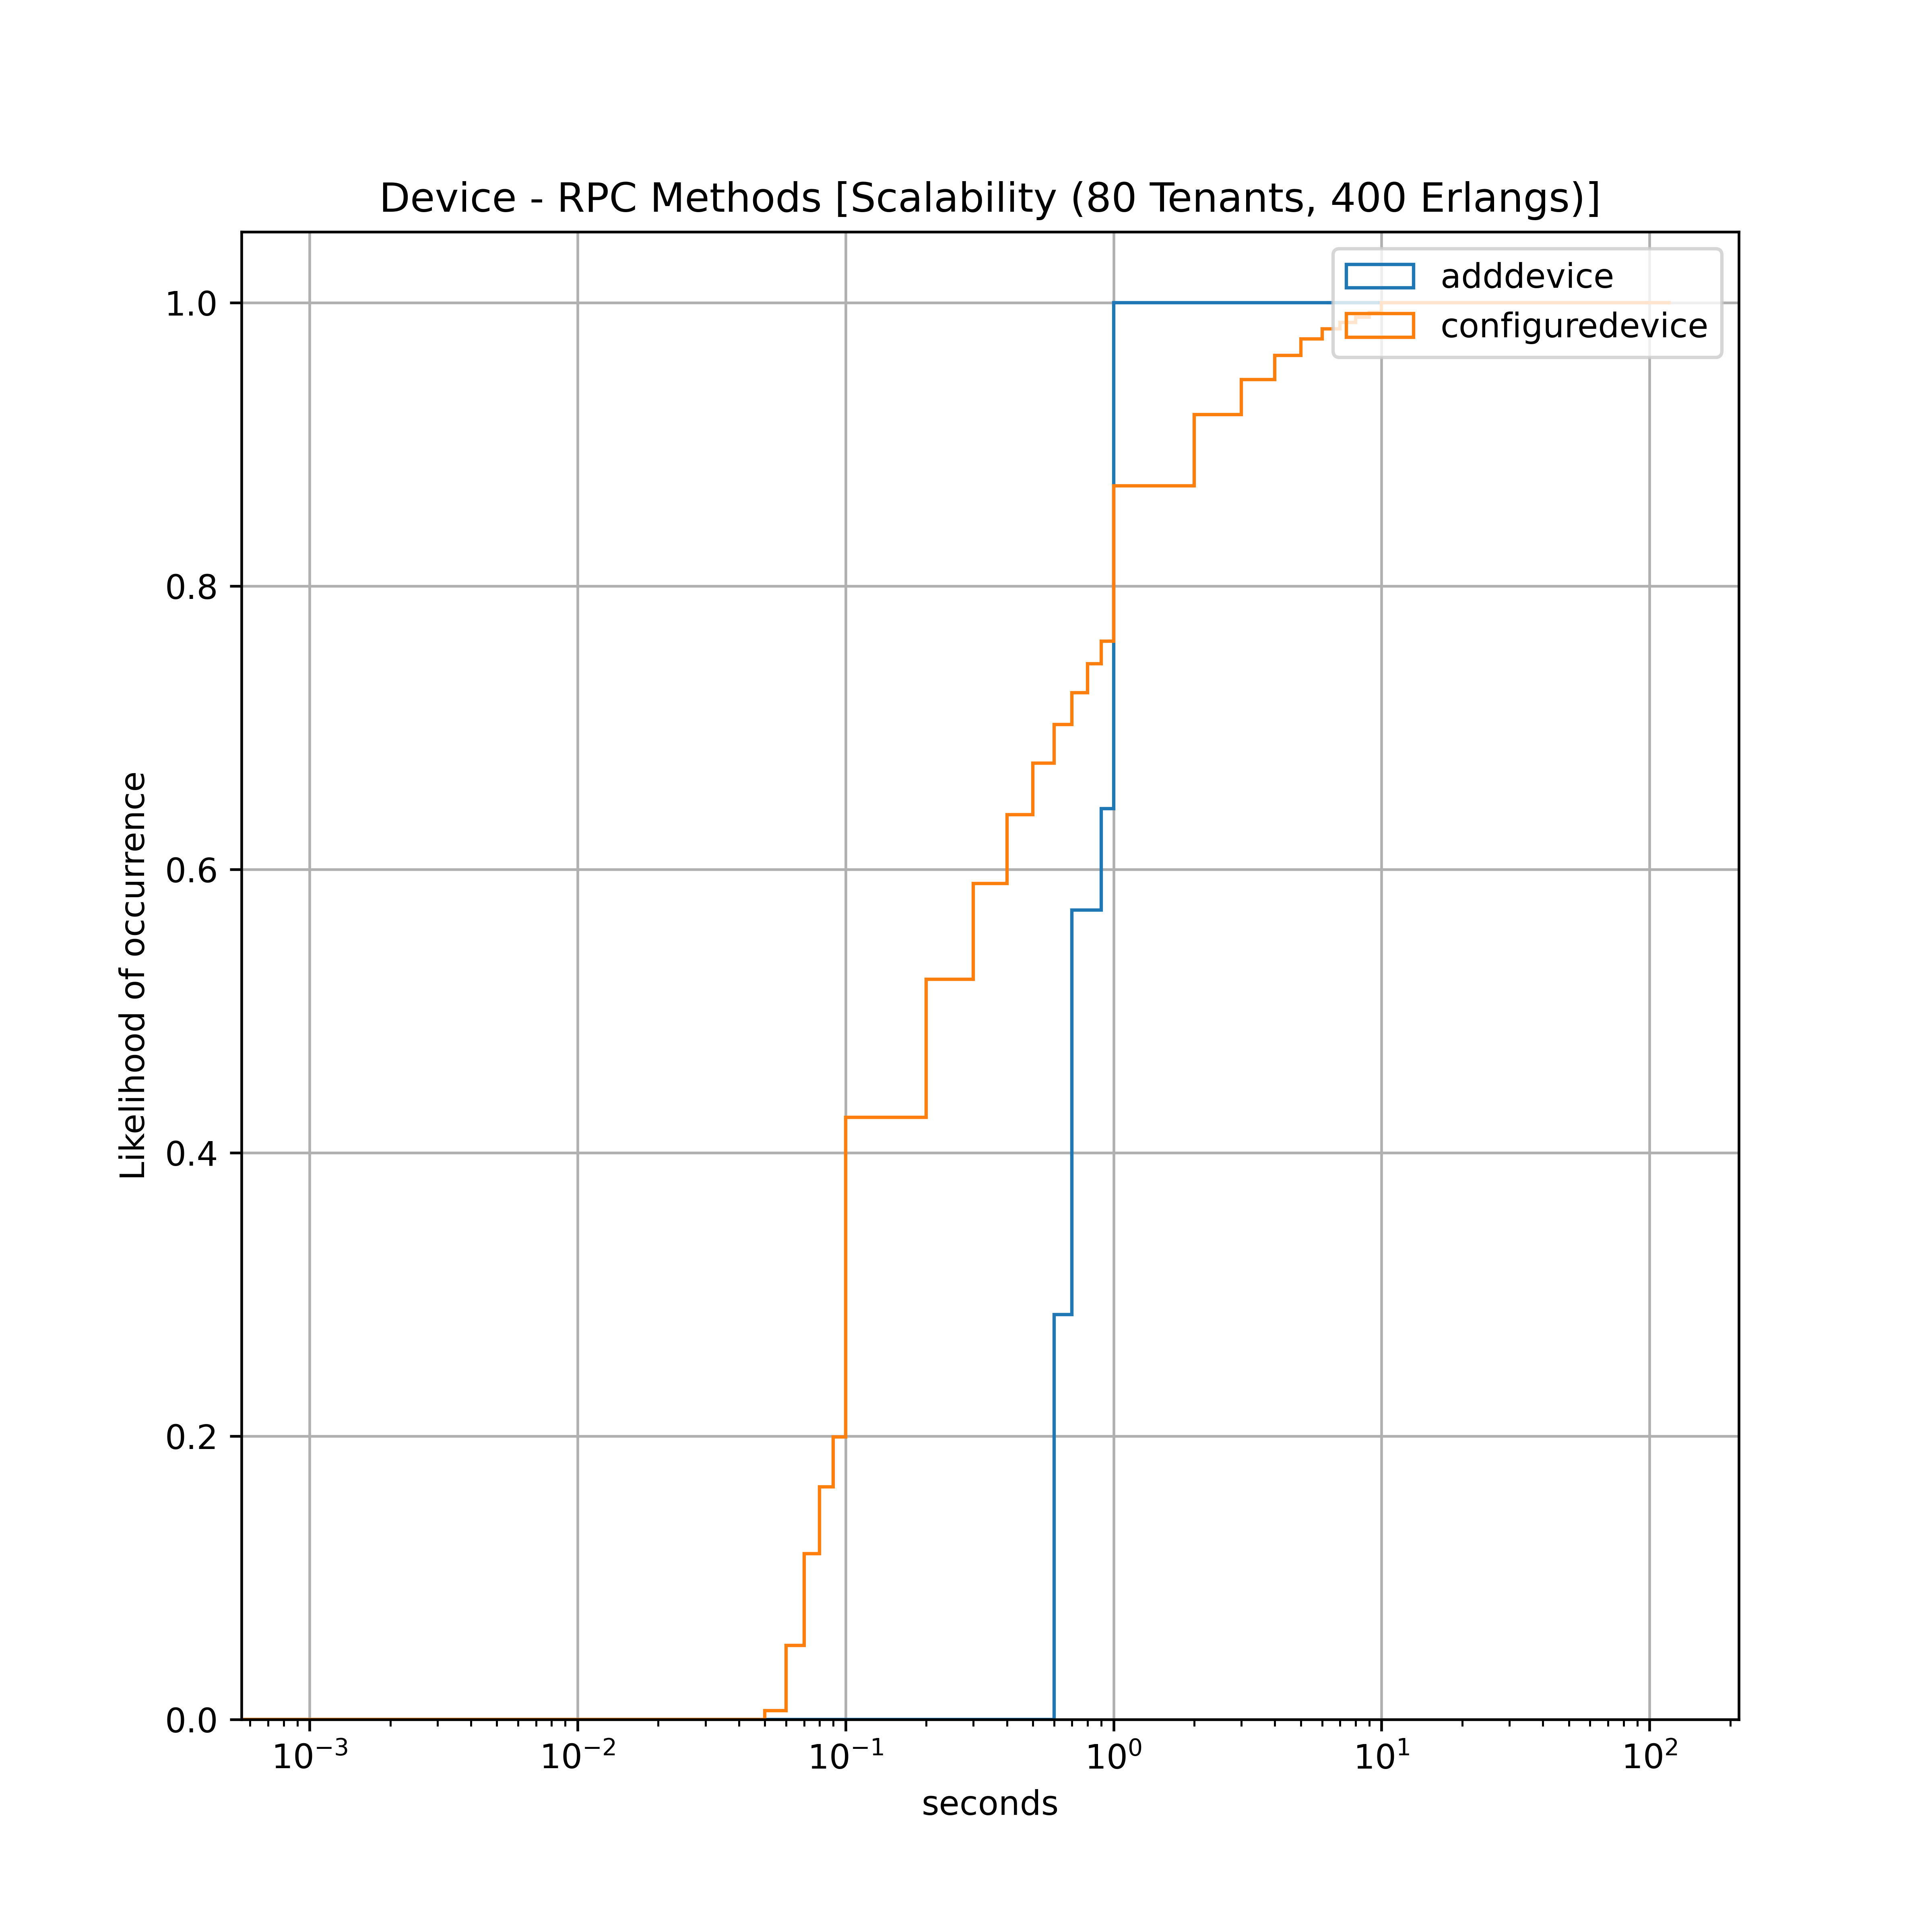 Device - RPC Methods [Scalability (80 Tenants, 400 Erlangs)]
adddevice
configuredevice
Likelihood of occurrence
1.0
0.8
0.6
0.4
0.2
0.0
10⁻³ 10⁻² 10⁻¹ 10⁰ 10¹ 10²
seconds